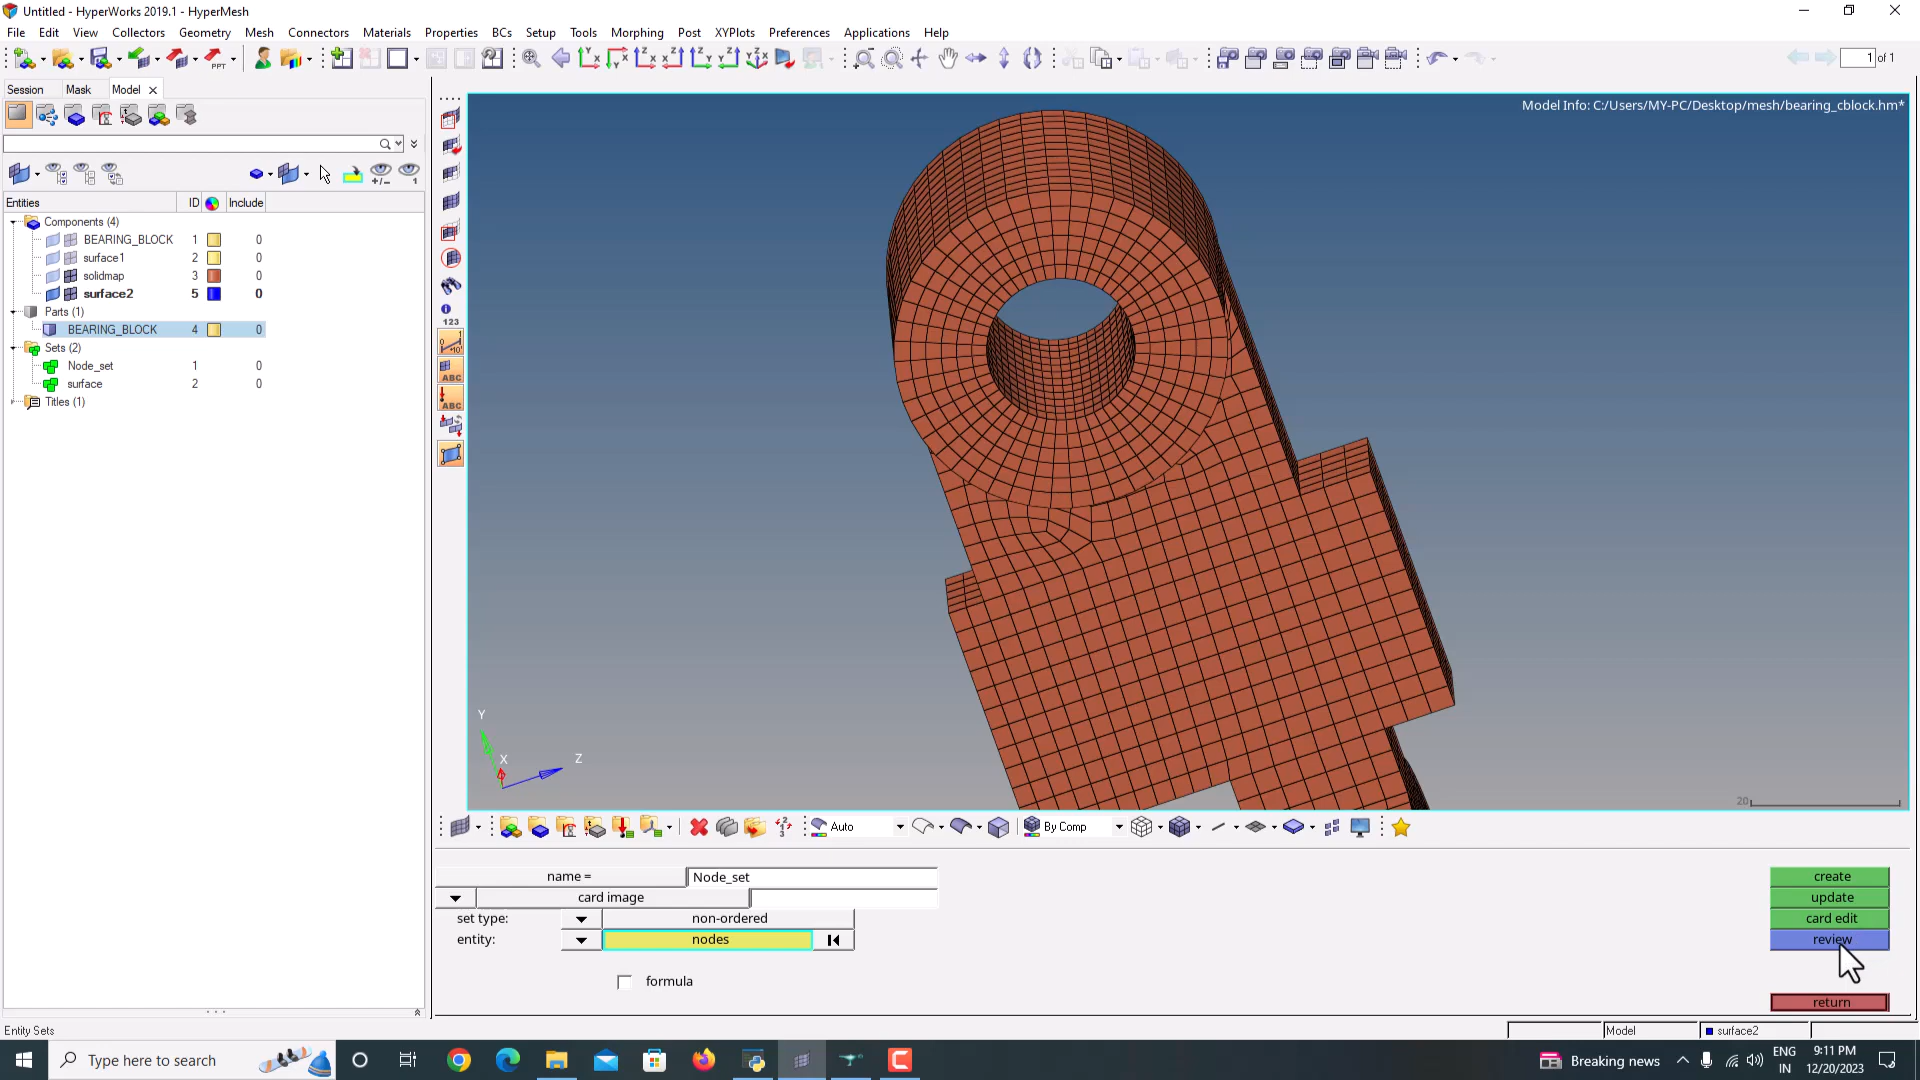 Untitled - HyperWorks 2019.1 - HyperMesh
File Edit View Collectors Geometry Mesh Connectors Materials Properties BCs Setup Tools Morphing Post XYPlots Preferences Applications Help
1 of 1
Session Mask Model
Model Info: C:/Users/MY-PC/Desktop/mesh/bearing_cblock.hm*
Entities ID Include
Components (4)
BEARING_BLOCK 1 0
surface1 2 0
solidmap 3 0
surface2 5 0
Parts (1)
BEARING_BLOCK 4 0
Sets (2)
Node_set 1 0
surface 2 0
Titles (1)
123
ABC
ABC
Y
X
Z
20
Auto
By Comp
name = Node_set
card image
set type: non-ordered
entity: nodes
formula
create
update
card edit
review
return
Entity Sets
Model
surface2
Type here to search
Breaking news
ENG
IN
9:11 PM
12/20/2023